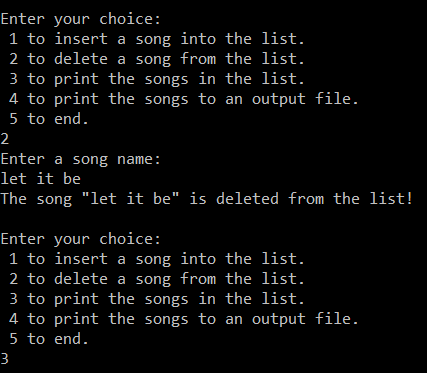 Enter your choice:
 1 to insert a song into the list.
 2 to delete a song from the list.
 3 to print the songs in the list.
 4 to print the songs to an output file.
 5 to end.
2
Enter a song name:
let it be
The song "let it be" is deleted from the list!

Enter your choice:
 1 to insert a song into the list.
 2 to delete a song from the list.
 3 to print the songs in the list.
 4 to print the songs to an output file.
 5 to end.
3